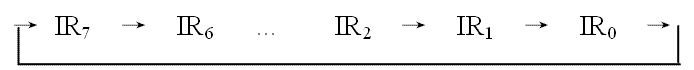 → IR₇ → IR₆ … IR₂ → IR₁ → IR₀ →